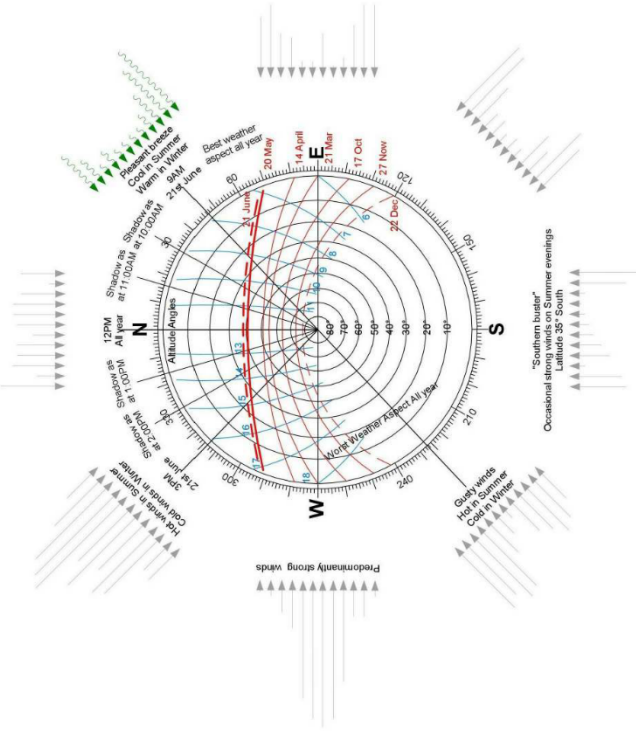 Pleasant breeze
Cool in Summer
Warm in Winter
Best weather
aspect all year
9AM
21st June
Shadow as
at 10:00AM
Shadow as
at 11:00AM
12PM
All year
Shadow as
at 1:00PM
Shadow as
at 2:00PM
3PM
21st June
Hot winds in Summer
Cold winds in Winter
N
E
S
W
30
60
120
150
210
240
300
330
Altitude Angles
21 June
20 May
14 April
21 Mar
17 Oct
27 Now
22 Dec
6
7
8
9
10
11
13
14
15
16
17
18
80°
70°
60°
50°
40°
30°
20°
10°
Worst Weather Aspect All year
Predominantly strong winds
Gusty winds
Hot in Summer
Cold in Winter
"Southern buster"
Occasional strong winds on Summer evenings
Latitude 35° South